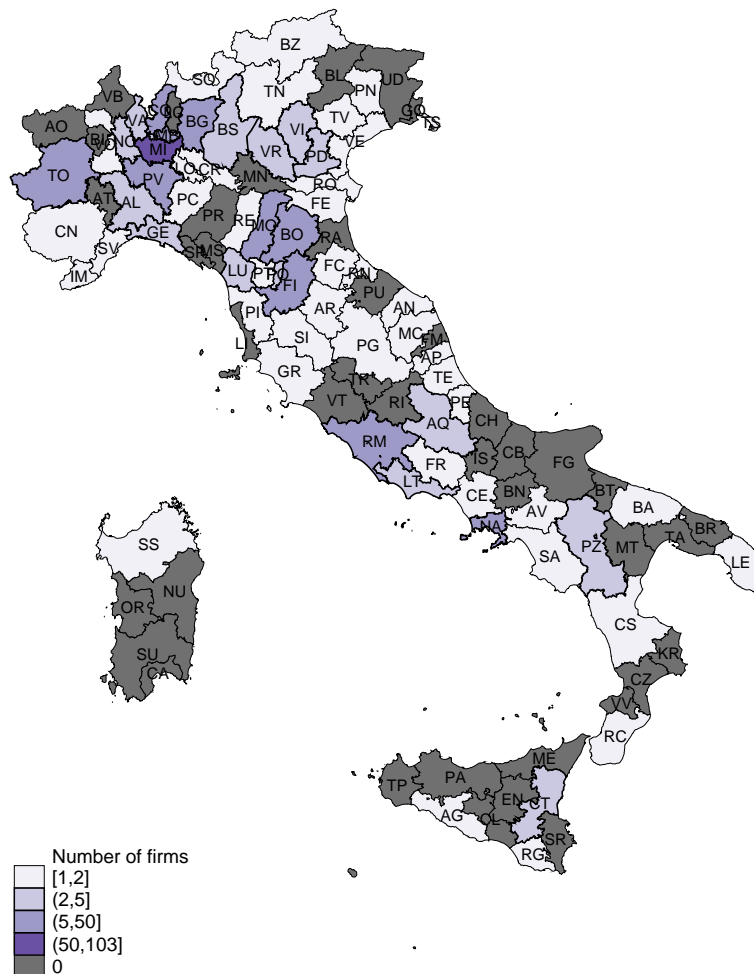 BZ
SO
BL
UD
TN
PN
VB
GO
TS
AO
BI
VA
CO
LC
BG
BS
VI
TV
VE
NO
MI
VR
PD
TO
LO
CR
MN
RO
PV
AT
AL
PC
FE
PR
RE
MO
BO
RA
CN
GE
SV
SP
MS
IM
LU
PT
PO
FC
RN
FI
PU
PI
AR
AN
LI
SI
MC
FM
PG
AP
GR
TE
TR
VT
RI
PE
CH
AQ
RM
IS
CB
FG
FR
LT
CE
BN
BT
AV
BA
NA
BR
SA
PZ
MT
TA
LE
SS
NU
OR
CS
SU
CA
KR
CZ
VV
RC
ME
PA
TP
EN
CT
AG
CL
SR
RG
Number of firms
[1,2]
(2,5]
(5,50]
(50,103]
0